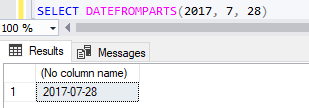 SELECT DATEFROMPARTS(2017, 7, 28)
100 %
Results Messages
(No column name)
1 2017-07-28